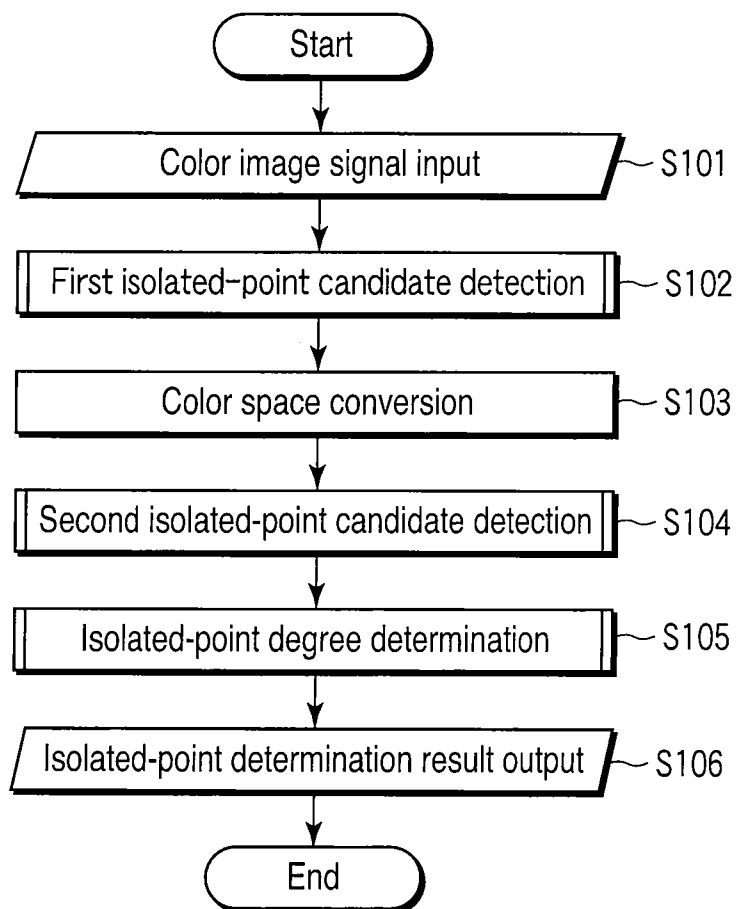 Start
Color image signal input
S101
First isolated-point candidate detection
S102
Color space conversion
S103
Second isolated-point candidate detection
S104
Isolated-point degree determination
S105
Isolated-point determination result output
S106
End